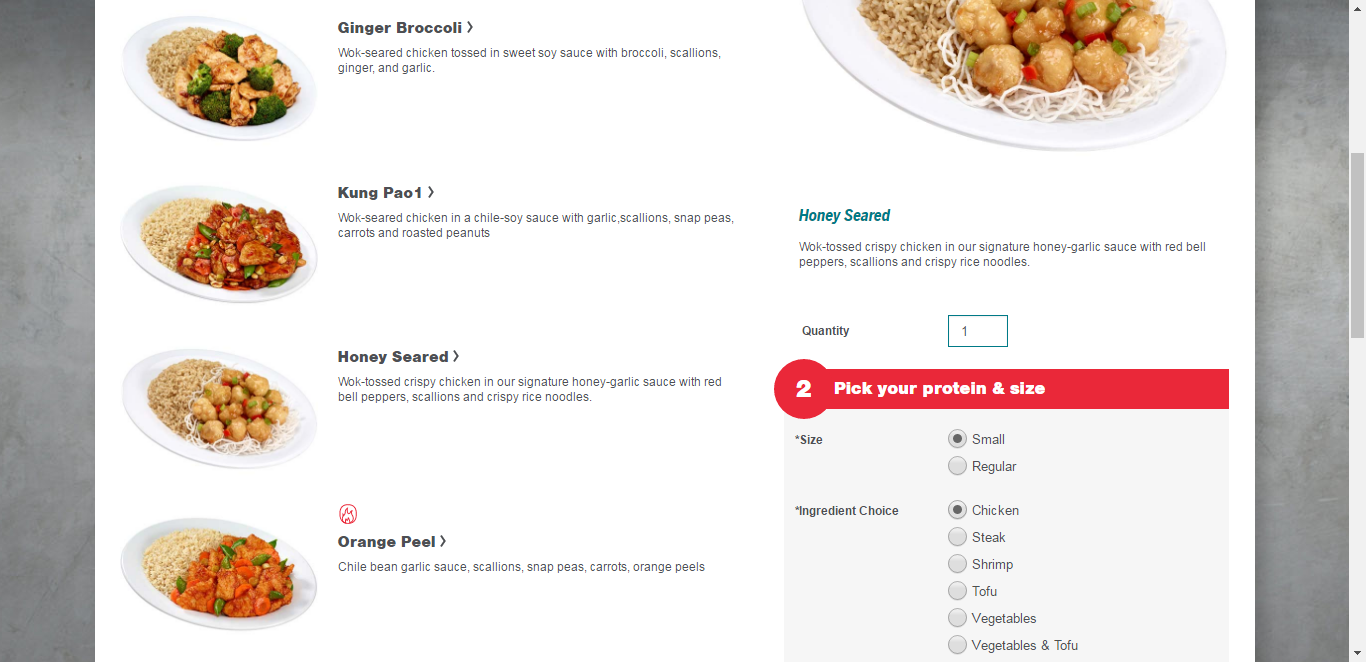 Ginger Broccoli >
Wok-seared chicken tossed in sweet soy sauce with broccoli, scallions,
ginger, and garlic.
Kung Pao1 >
Wok-seared chicken in a chile-soy sauce with garlic,scallions, snap peas,
carrots and roasted peanuts
Honey Seared >
Wok-tossed crispy chicken in our signature honey-garlic sauce with red
bell peppers, scallions and crispy rice noodles.
Orange Peel >
Chile bean garlic sauce, scallions, snap peas, carrots, orange peels
Honey Seared
Wok-tossed crispy chicken in our signature honey-garlic sauce with red bell
peppers, scallions and crispy rice noodles.
Quantity 1
2 Pick your protein & size
*Size
Small
Regular
*Ingredient Choice
Chicken
Steak
Shrimp
Tofu
Vegetables
Vegetables & Tofu